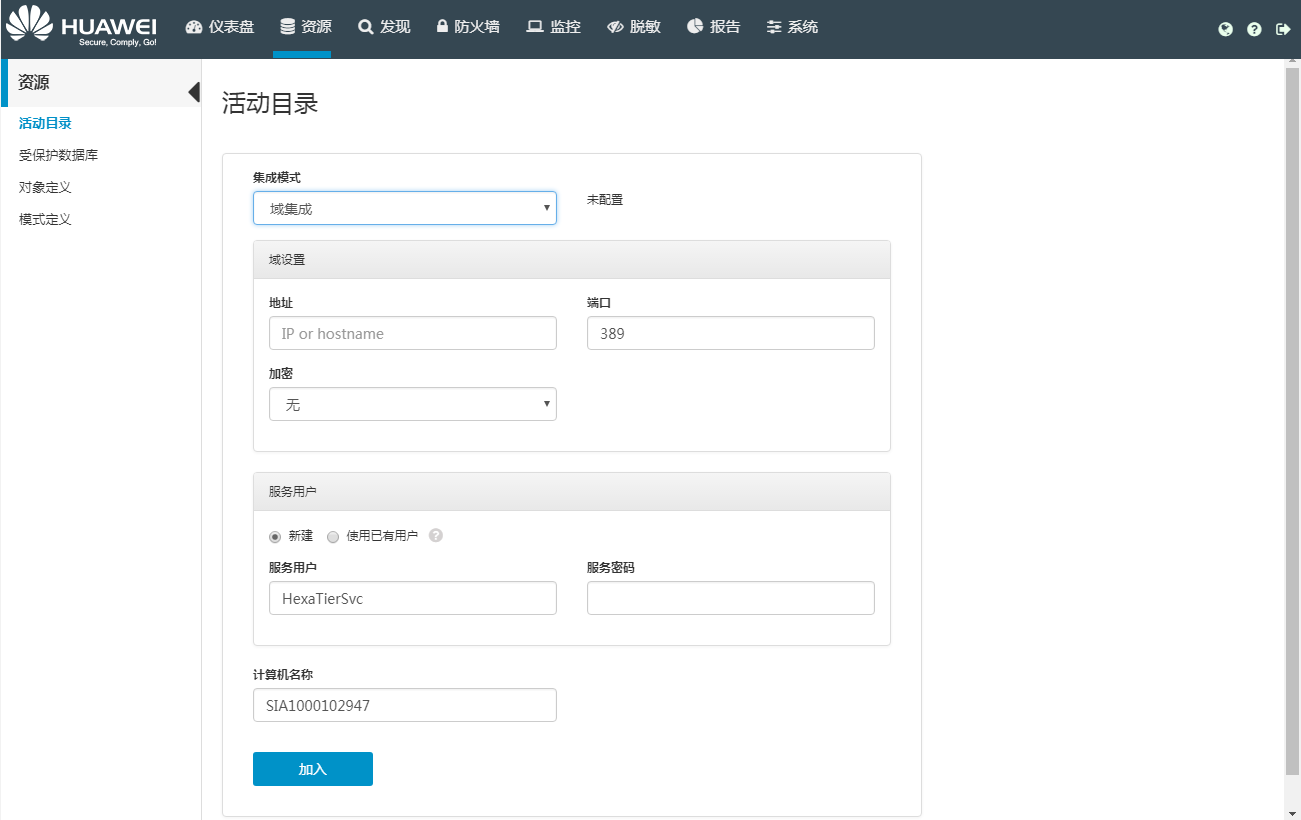 HUAWEI
Secure, Comply, Go!
仪表盘 资源 发现 防火墙 监控 脱敏 报告 系统
资源
活动目录
受保护数据库
对象定义
模式定义
活动目录
集成模式
域集成 未配置
域设置
地址 端口
IP or hostname 389
加密
无
服务用户
新建 使用已有用户 ?
服务用户 服务密码
HexaTierSvc
计算机名称
SIA1000102947
加入